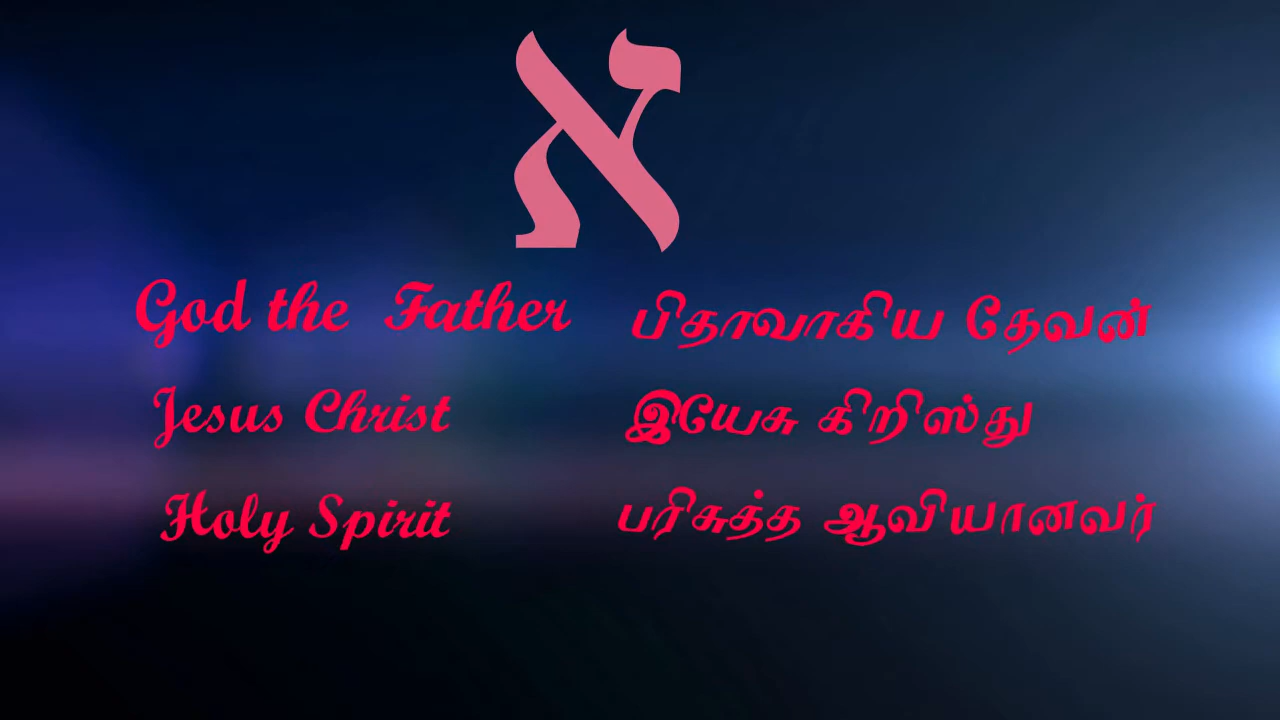 א
God the Father பிதாவாகிய தேவன்
Jesus Christ இயேசு கிறிஸ்து
Holy Spirit பரிசுத்த ஆவியானவர்